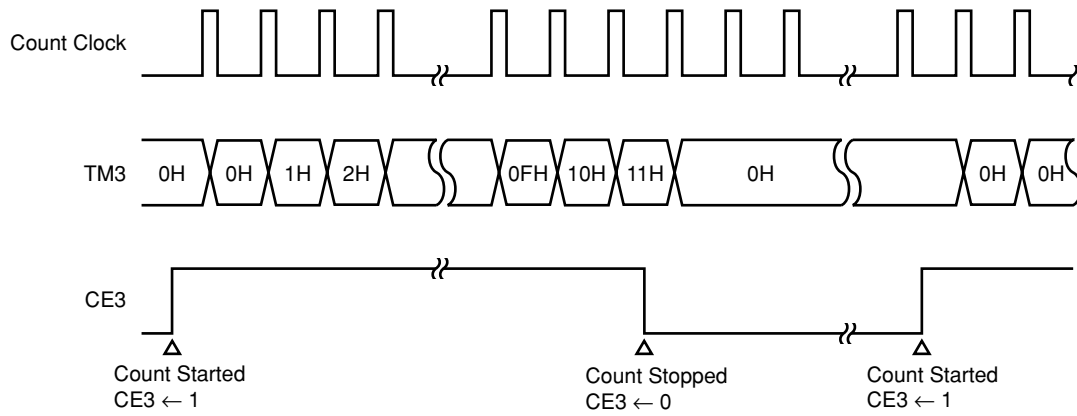 Count Clock
TM3
0H 0H 1H 2H 0FH 10H 11H 0H 0H 0H
CE3
Count Started
CE3 ← 1
Count Stopped
CE3 ← 0
Count Started
CE3 ← 1